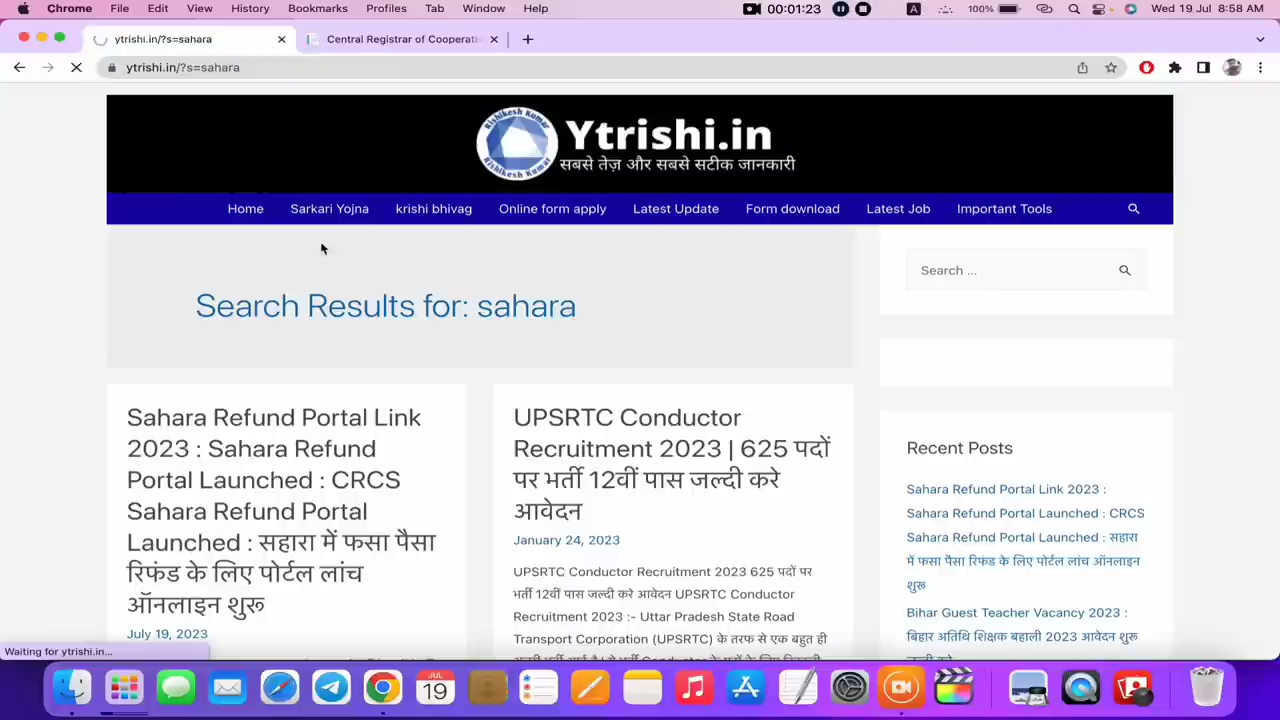 Chrome File Edit View History Bookmarks Profiles Tab Window Help 00:01:23 A 100% Wed 19 Jul 8:58 AM
ytrishi.in/?s=sahara Central Registrar of Cooperati
ytrishi.in/?s=sahara
Rishikesh Kumar
Rishikesh Kumar
Ytrishi.in
सबसे तेज़ और सबसे सटीक जानकारी
Home Sarkari Yojna krishi bhivag Online form apply Latest Update Form download Latest Job Important Tools
Search Results for: sahara
Search ...
Sahara Refund Portal Link
2023 : Sahara Refund
Portal Launched : CRCS
Sahara Refund Portal
Launched : सहारा में फसा पैसा
रिफंड के लिए पोर्टल लांच
ऑनलाइन शुरू
July 19, 2023
UPSRTC Conductor
Recruitment 2023 | 625 पदों
पर भर्ती 12वीं पास जल्दी करे
आवेदन
January 24, 2023
UPSRTC Conductor Recruitment 2023 625 पदों पर
भर्ती 12वीं पास जल्दी करे आवेदन UPSRTC Conductor
Recruitment 2023 :- Uttar Pradesh State Road
Transport Corporation (UPSRTC) के तरफ से एक बहुत ही
Recent Posts
Sahara Refund Portal Link 2023 :
Sahara Refund Portal Launched : CRCS
Sahara Refund Portal Launched : सहारा
में फसा पैसा रिफंड के लिए पोर्टल लांच ऑनलाइन
शुरू
Bihar Guest Teacher Vacancy 2023 :
बिहार अतिथि शिक्षक बहाली 2023 आवेदन शुरू
Waiting for ytrishi.in...
JUL
19